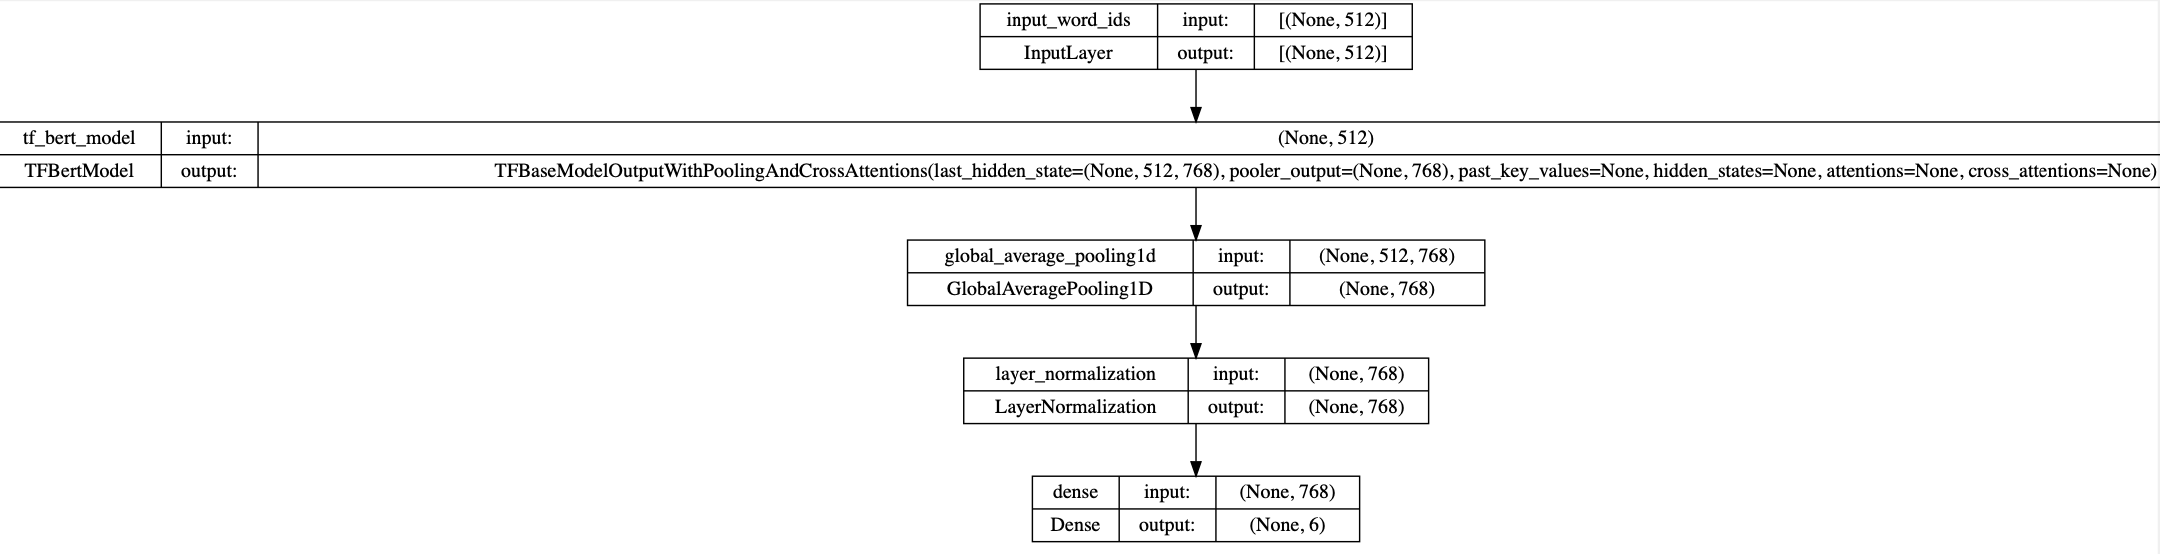 input_word_ids input: [(None, 512)]
InputLayer output: [(None, 512)]
tf_bert_model input: (None, 512)
TFBertModel output: TFBaseModelOutputWithPoolingAndCrossAttentions(last_hidden_state=(None, 512, 768), pooler_output=(None, 768), past_key_values=None, hidden_states=None, attentions=None, cross_attentions=None)
global_average_pooling1d input: (None, 512, 768)
GlobalAveragePooling1D output: (None, 768)
layer_normalization input: (None, 768)
LayerNormalization output: (None, 768)
dense input: (None, 768)
Dense output: (None, 6)